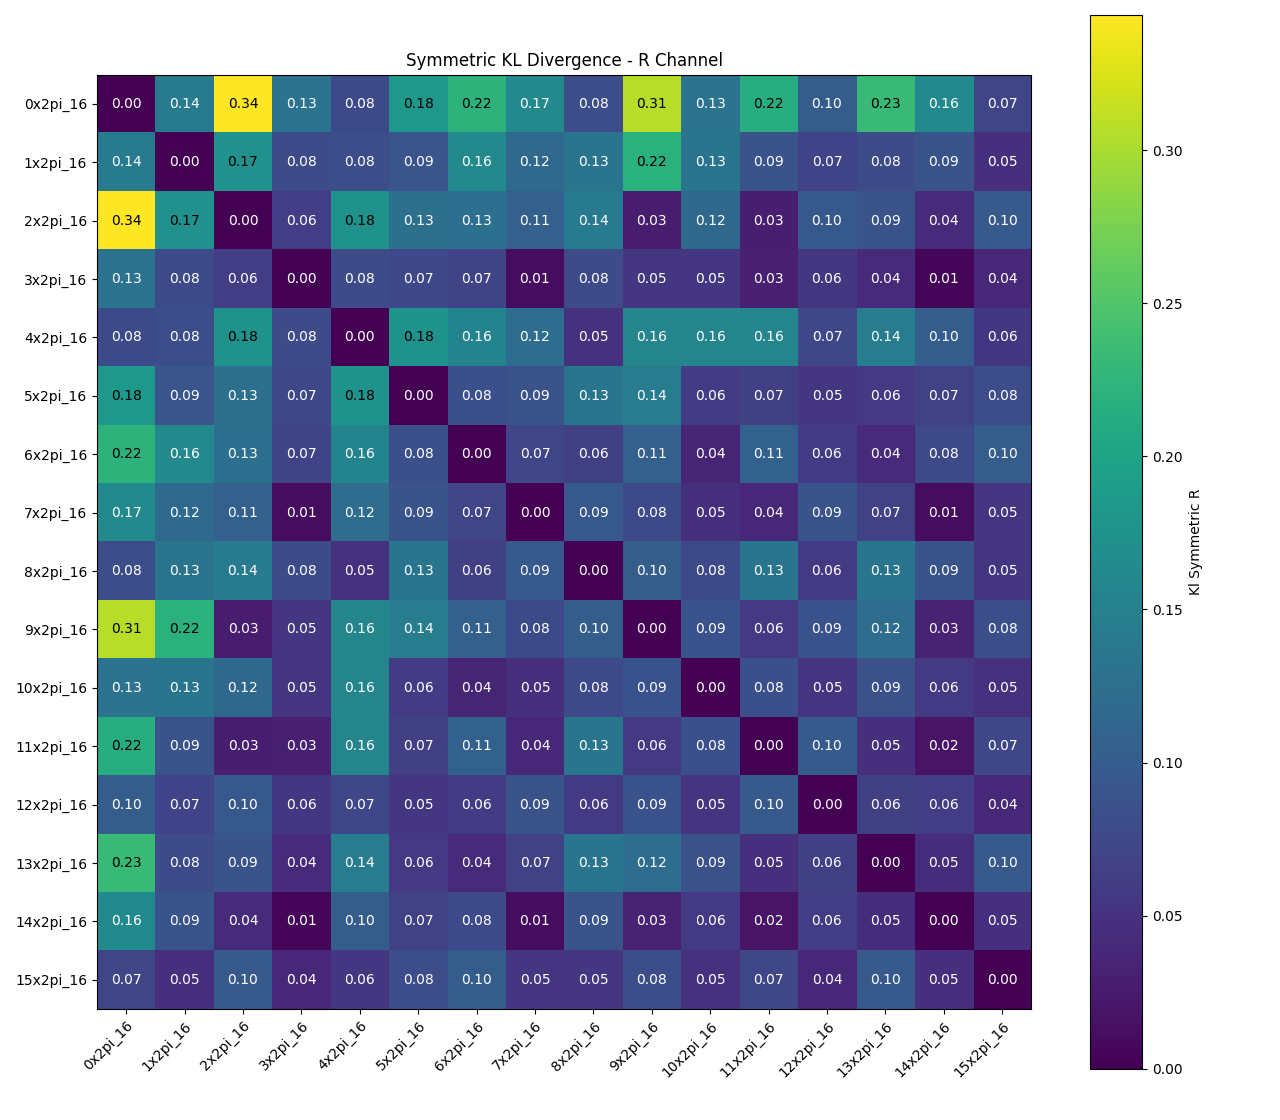 Symmetric KL Divergence - R Channel
0x2pi_16 0.00 0.14 0.34 0.13 0.08 0.18 0.22 0.17 0.08 0.31 0.13 0.22 0.10 0.23 0.16 0.07
1x2pi_16 0.14 0.00 0.17 0.08 0.08 0.09 0.16 0.12 0.13 0.22 0.13 0.09 0.07 0.08 0.09 0.05
2x2pi_16 0.34 0.17 0.00 0.06 0.18 0.13 0.13 0.11 0.14 0.03 0.12 0.03 0.10 0.09 0.04 0.10
3x2pi_16 0.13 0.08 0.06 0.00 0.08 0.07 0.07 0.01 0.08 0.05 0.05 0.03 0.06 0.04 0.01 0.04
4x2pi_16 0.08 0.08 0.18 0.08 0.00 0.18 0.16 0.12 0.05 0.16 0.16 0.16 0.07 0.14 0.10 0.06
5x2pi_16 0.18 0.09 0.13 0.07 0.18 0.00 0.08 0.09 0.13 0.14 0.06 0.07 0.05 0.06 0.07 0.08
6x2pi_16 0.22 0.16 0.13 0.07 0.16 0.08 0.00 0.07 0.06 0.11 0.04 0.11 0.06 0.04 0.08 0.10
7x2pi_16 0.17 0.12 0.11 0.01 0.12 0.09 0.07 0.00 0.09 0.08 0.05 0.04 0.09 0.07 0.01 0.05
8x2pi_16 0.08 0.13 0.14 0.08 0.05 0.13 0.06 0.09 0.00 0.10 0.08 0.13 0.06 0.13 0.09 0.05
9x2pi_16 0.31 0.22 0.03 0.05 0.16 0.14 0.11 0.08 0.10 0.00 0.09 0.06 0.09 0.12 0.03 0.08
10x2pi_16 0.13 0.13 0.12 0.05 0.16 0.06 0.04 0.05 0.08 0.09 0.00 0.08 0.05 0.09 0.06 0.05
11x2pi_16 0.22 0.09 0.03 0.03 0.16 0.07 0.11 0.04 0.13 0.06 0.08 0.00 0.10 0.05 0.02 0.07
12x2pi_16 0.10 0.07 0.10 0.06 0.07 0.05 0.06 0.09 0.06 0.09 0.05 0.10 0.00 0.06 0.06 0.04
13x2pi_16 0.23 0.08 0.09 0.04 0.14 0.06 0.04 0.07 0.13 0.12 0.09 0.05 0.06 0.00 0.05 0.10
14x2pi_16 0.16 0.09 0.04 0.01 0.10 0.07 0.08 0.01 0.09 0.03 0.06 0.02 0.06 0.05 0.00 0.05
15x2pi_16 0.07 0.05 0.10 0.04 0.06 0.08 0.10 0.05 0.05 0.08 0.05 0.07 0.04 0.10 0.05 0.00
0x2pi_16 1x2pi_16 2x2pi_16 3x2pi_16 4x2pi_16 5x2pi_16 6x2pi_16 7x2pi_16 8x2pi_16 9x2pi_16 10x2pi_16 11x2pi_16 12x2pi_16 13x2pi_16 14x2pi_16 15x2pi_16
0.30
0.25
0.20
0.15
0.10
0.05
0.00
Kl Symmetric R